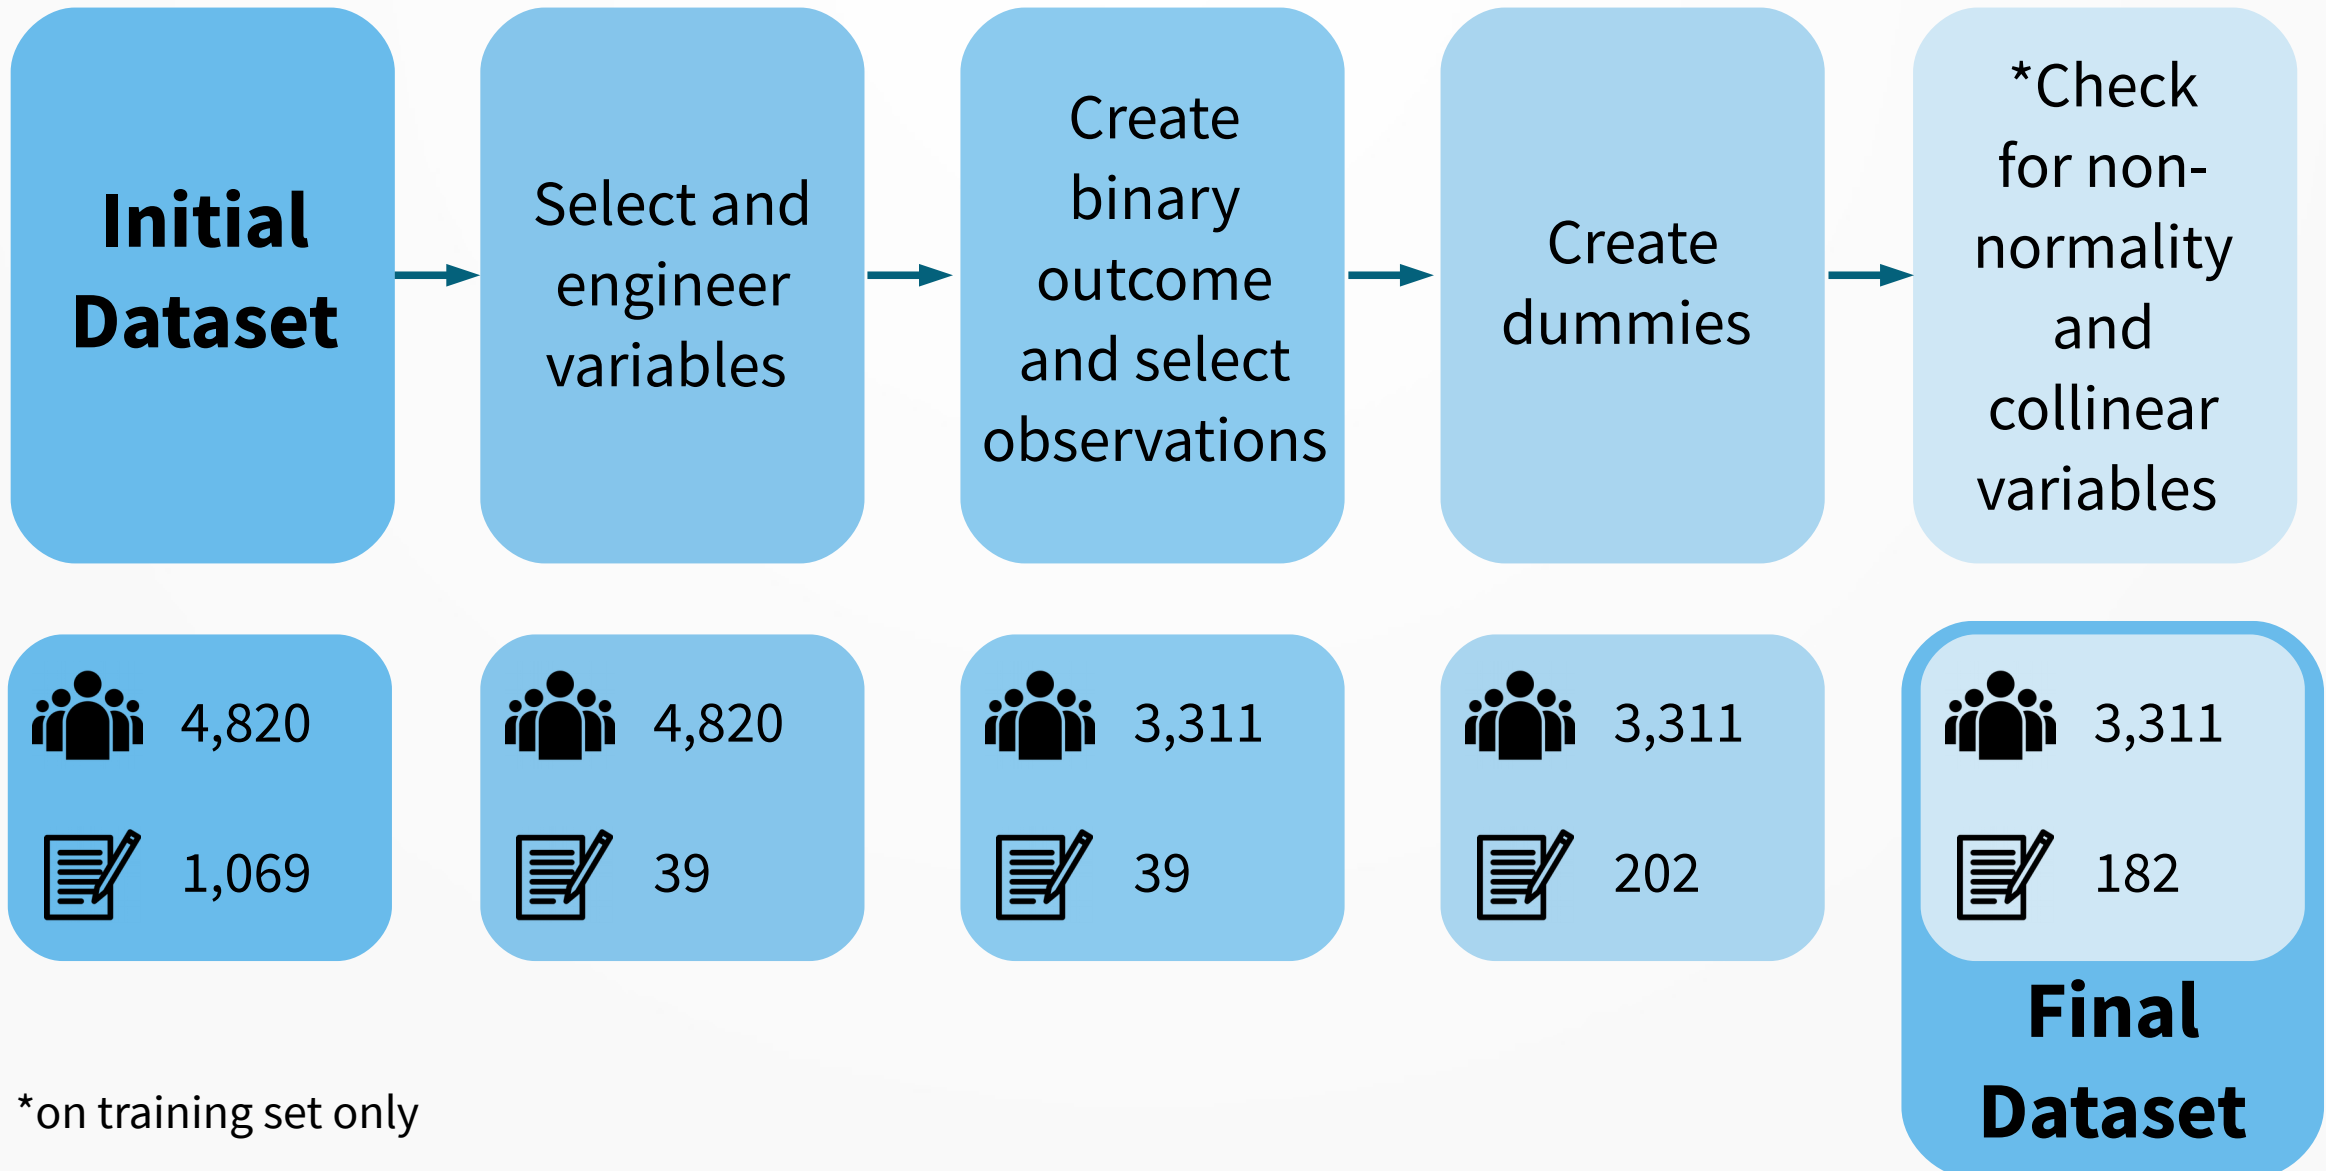 Initial
Dataset
Select and
engineer
variables
Create
binary
outcome
and select
observations
Create
dummies
*Check
for non-
normality
and
collinear
variables
4,820
1,069
4,820
39
3,311
39
3,311
202
3,311
182
Final
Dataset
*on training set only